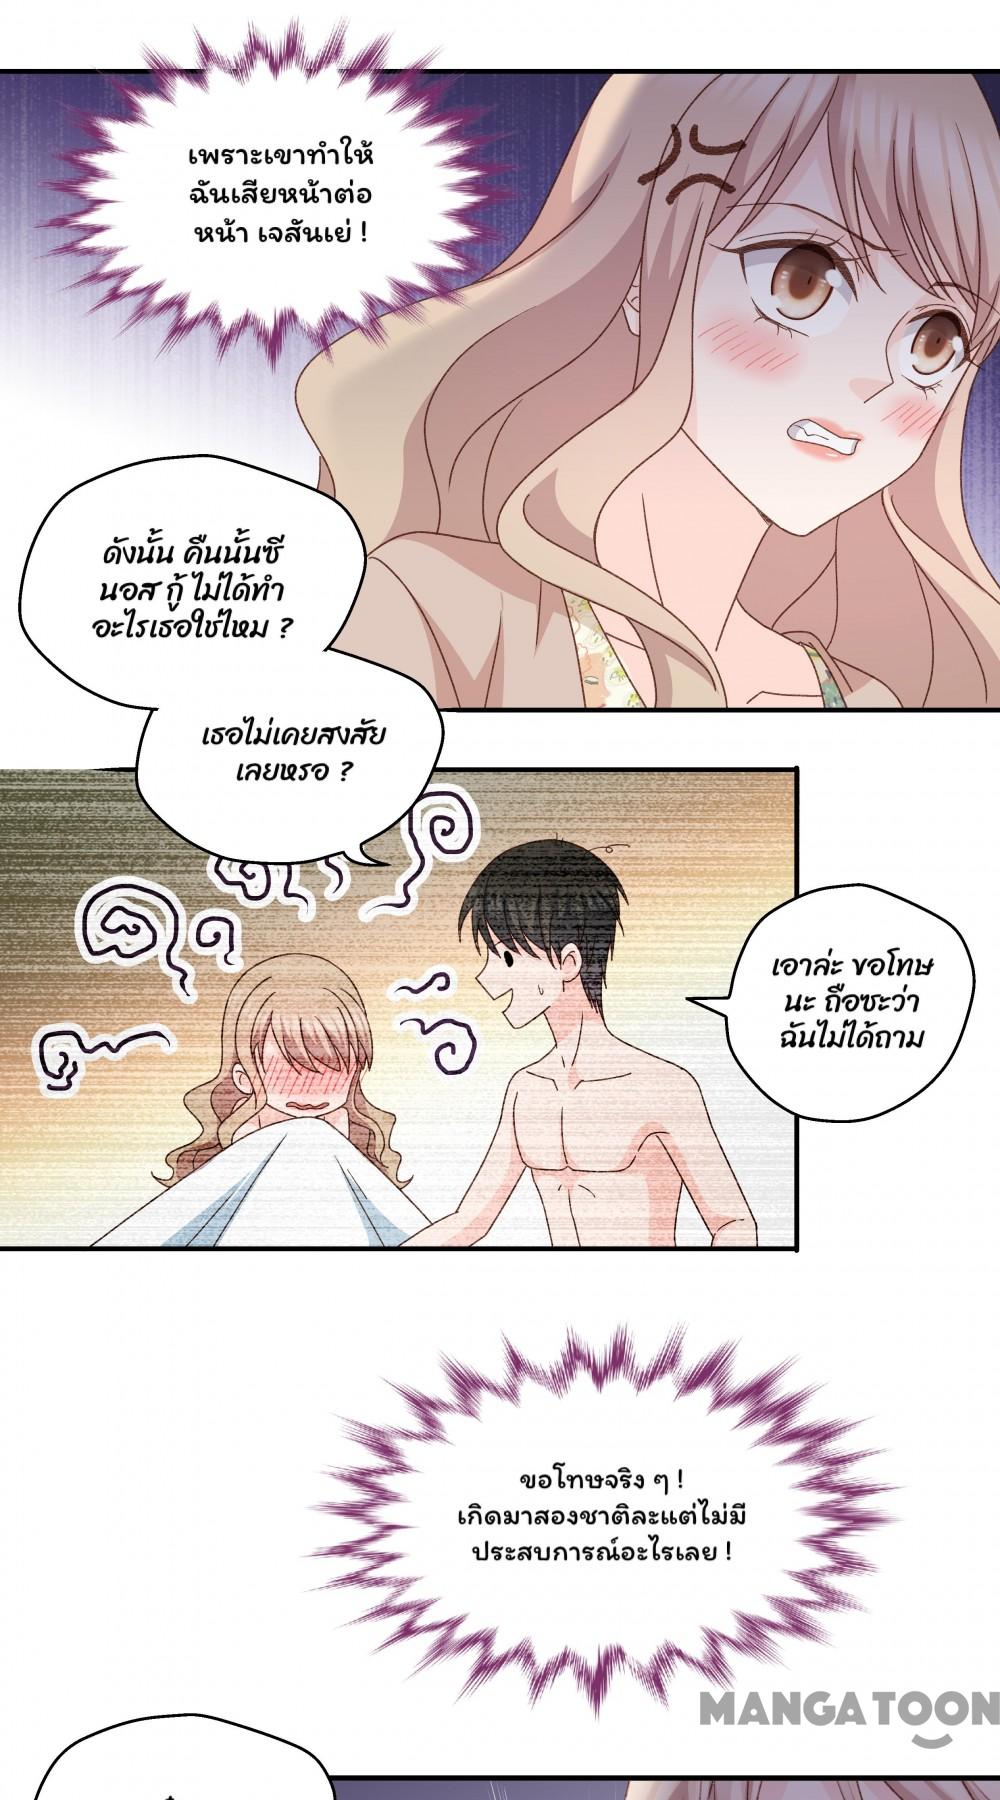 เพราะเขาทำให้
ฉันเสียหน้าต่อ
หน้า เจสันเย่ !
ดังนั้น คืนนั้นซี
นอส กู้ ไม่ได้ทำ
อะไรเธอใช่ไหม ?
เธอไม่เคยสงสัย
เลยหรอ ?
เอาล่ะ ขอโทษ
นะ ถือซะว่า
ฉันไม่ได้ถาม
ขอโทษจริง ๆ !
เกิดมาสองชาติละแต่ไม่มี
ประสบการณ์อะไรเลย !
MANGATOON